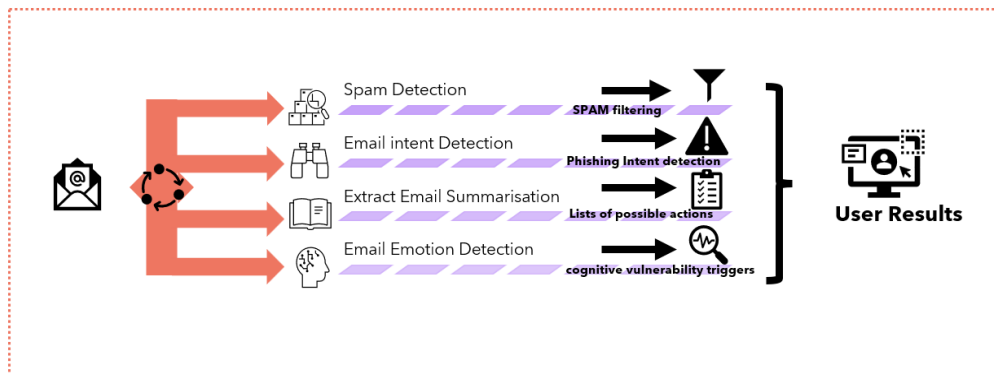 Spam Detection
SPAM filtering
Email intent Detection
Phishing Intent detection
Extract Email Summarisation
Lists of possible actions
Email Emotion Detection
cognitive vulnerability triggers
@
User Results